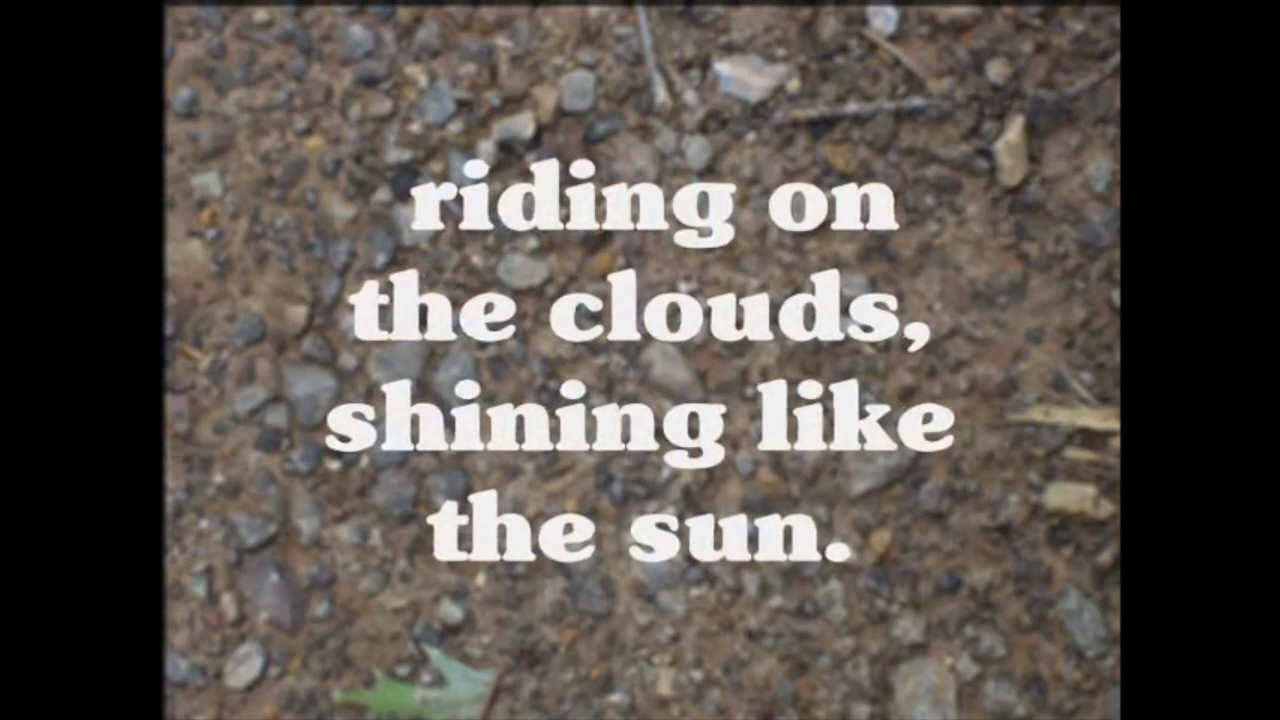 riding on
the clouds,
shining like
the sun.